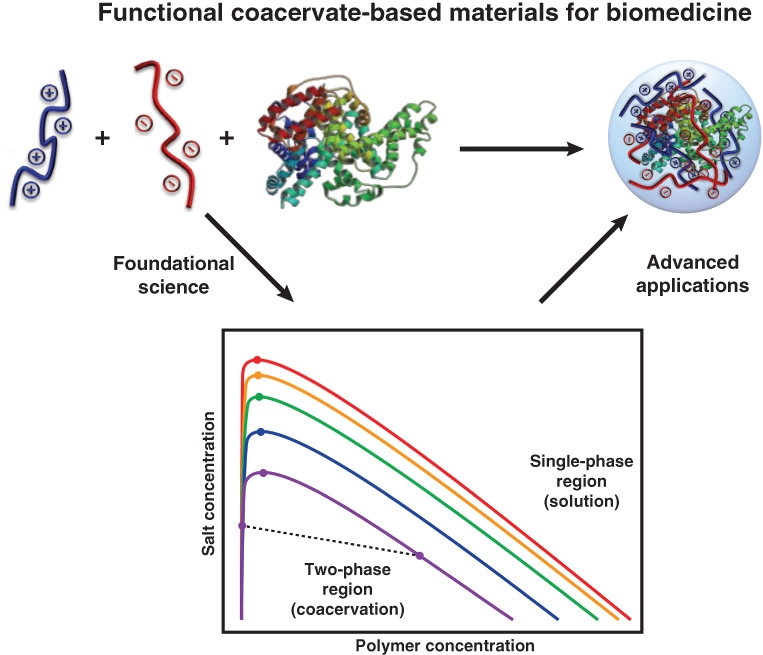 Functional coacervate-based materials for biomedicine
+
+
Foundational
science
Advanced
applications
Salt concentration
Single-phase
region
(solution)
Two-phase
region
(coacervation)
Polymer concentration